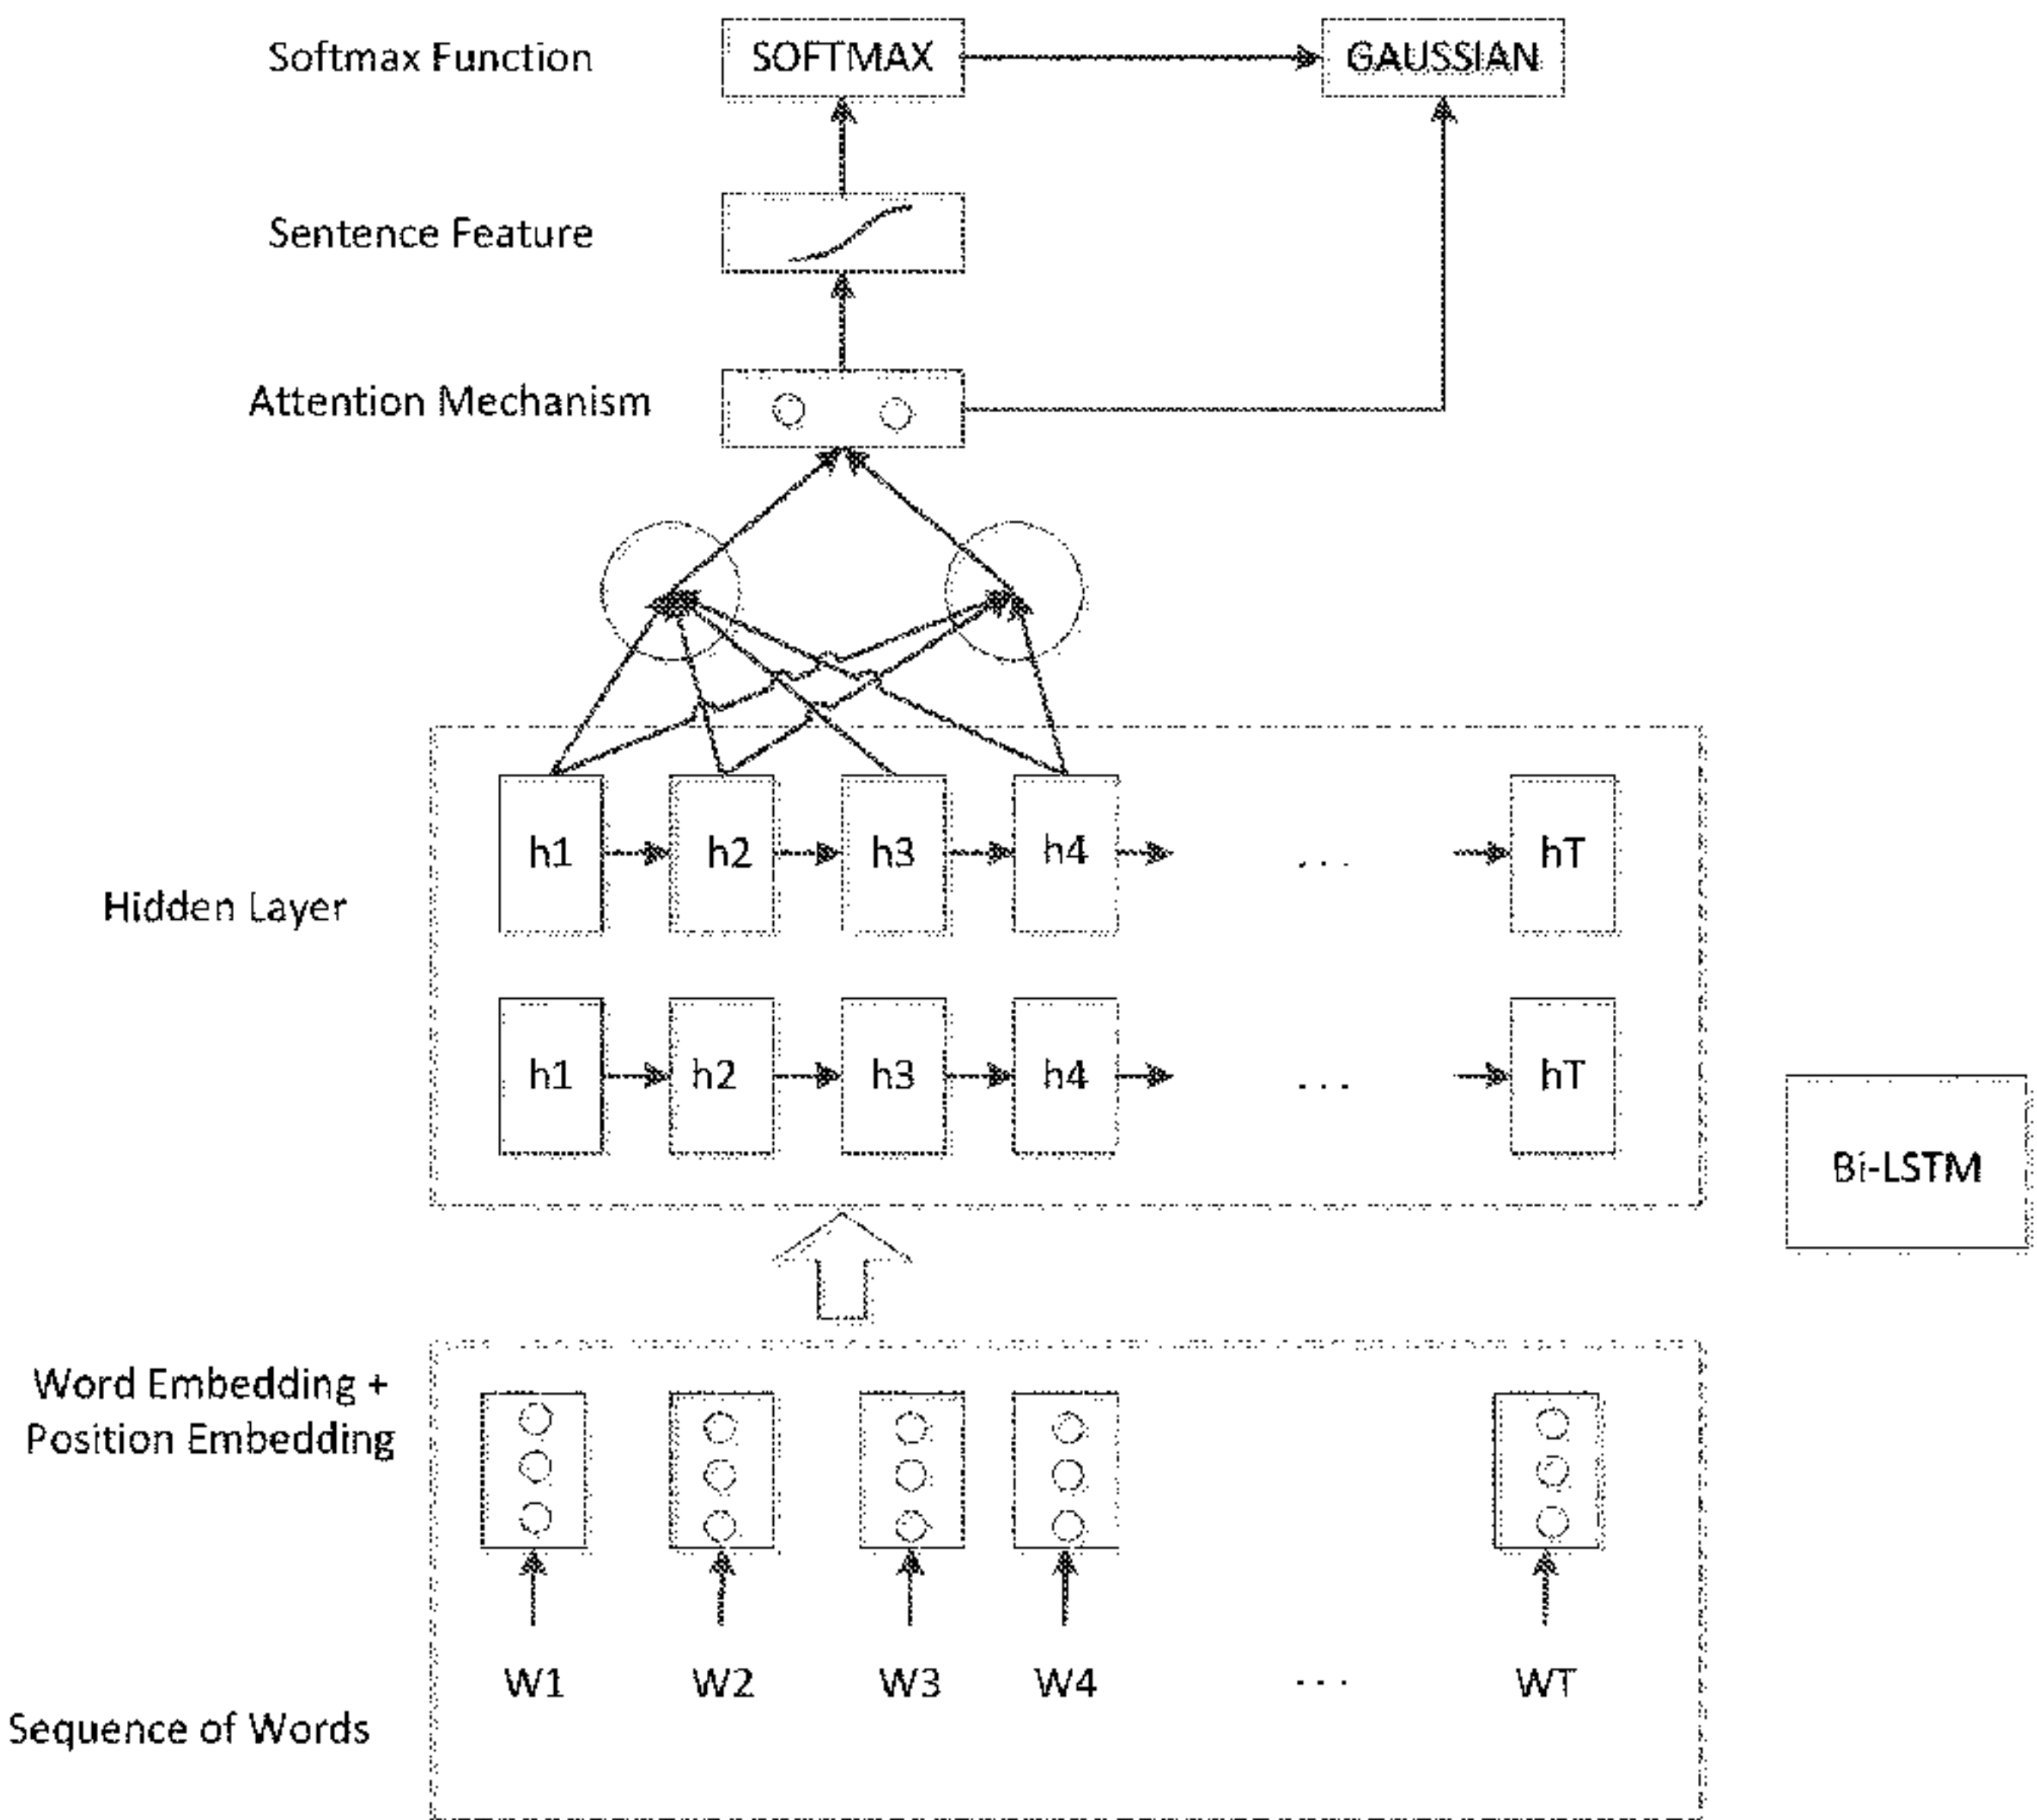 Softmax Function
SOFTMAX
GAUSSIAN
Sentence Feature
Attention Mechanism
h1
h2
h3
h4
. . .
hT
Hidden Layer
h1
h2
h3
h4
. . .
hT
Bi-LSTM
Word Embedding +
Position Embedding
W1
W2
W3
W4
. . .
WT
Sequence of Words